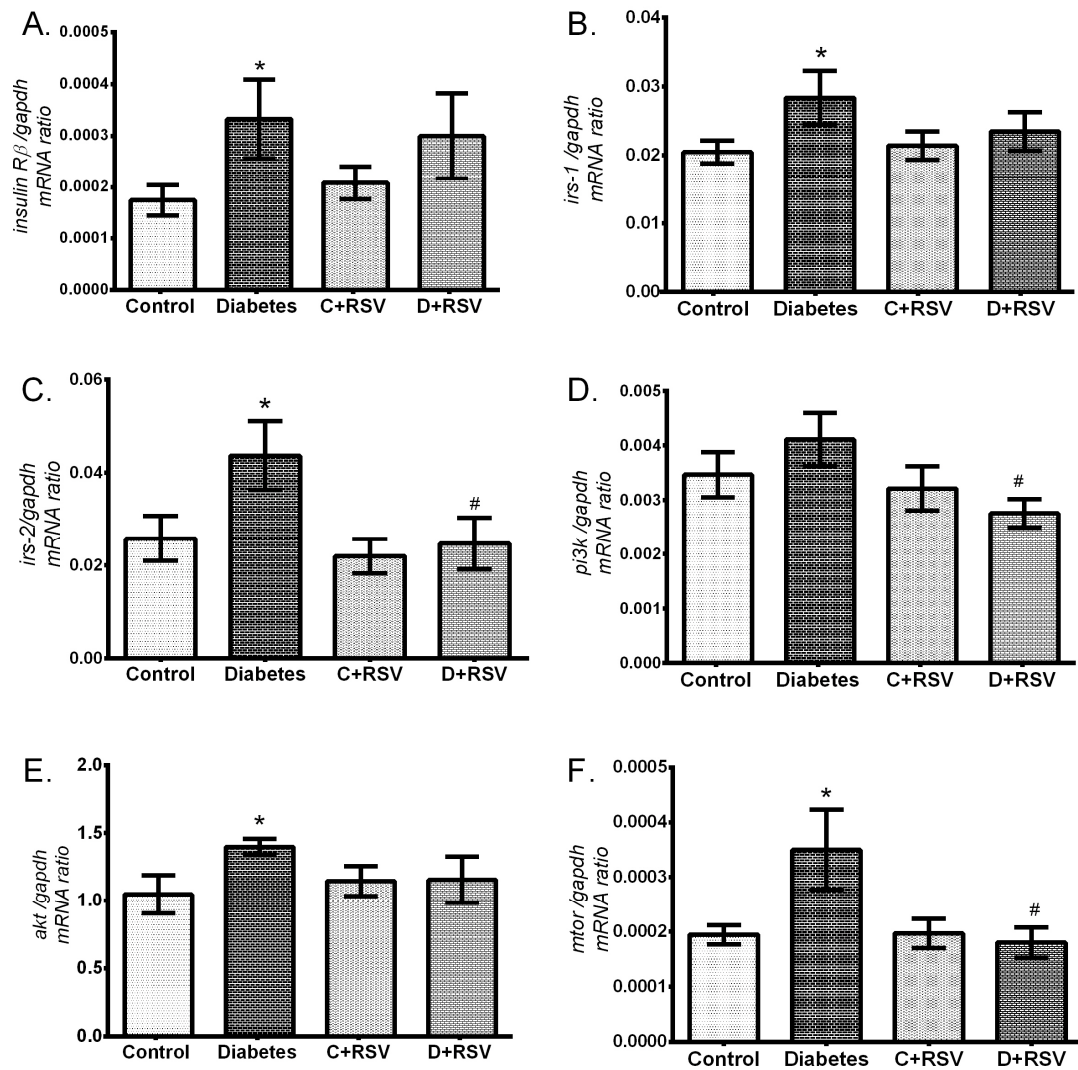 A.
insulin Rβ/gapdh
mRNA ratio
0.0005
0.0004
0.0003
0.0002
0.0001
0.0000
*
Control Diabetes C+RSV D+RSV
B.
irs-1 /gapdh
mRNA ratio
0.04
0.03
0.02
0.01
0.00
*
Control Diabetes C+RSV D+RSV
C.
irs-2/gapdh
mRNA ratio
0.06
0.04
0.02
0.00
*
#
Control Diabetes C+RSV D+RSV
D.
pi3k /gapdh
mRNA ratio
0.005
0.004
0.003
0.002
0.001
0.000
#
Control Diabetes C+RSV D+RSV
E.
akt /gapdh
mRNA ratio
2.0
1.5
1.0
0.5
0.0
*
Control Diabetes C+RSV D+RSV
F.
mtor /gapdh
mRNA ratio
0.0005
0.0004
0.0003
0.0002
0.0001
0.0000
*
#
Control Diabetes C+RSV D+RSV